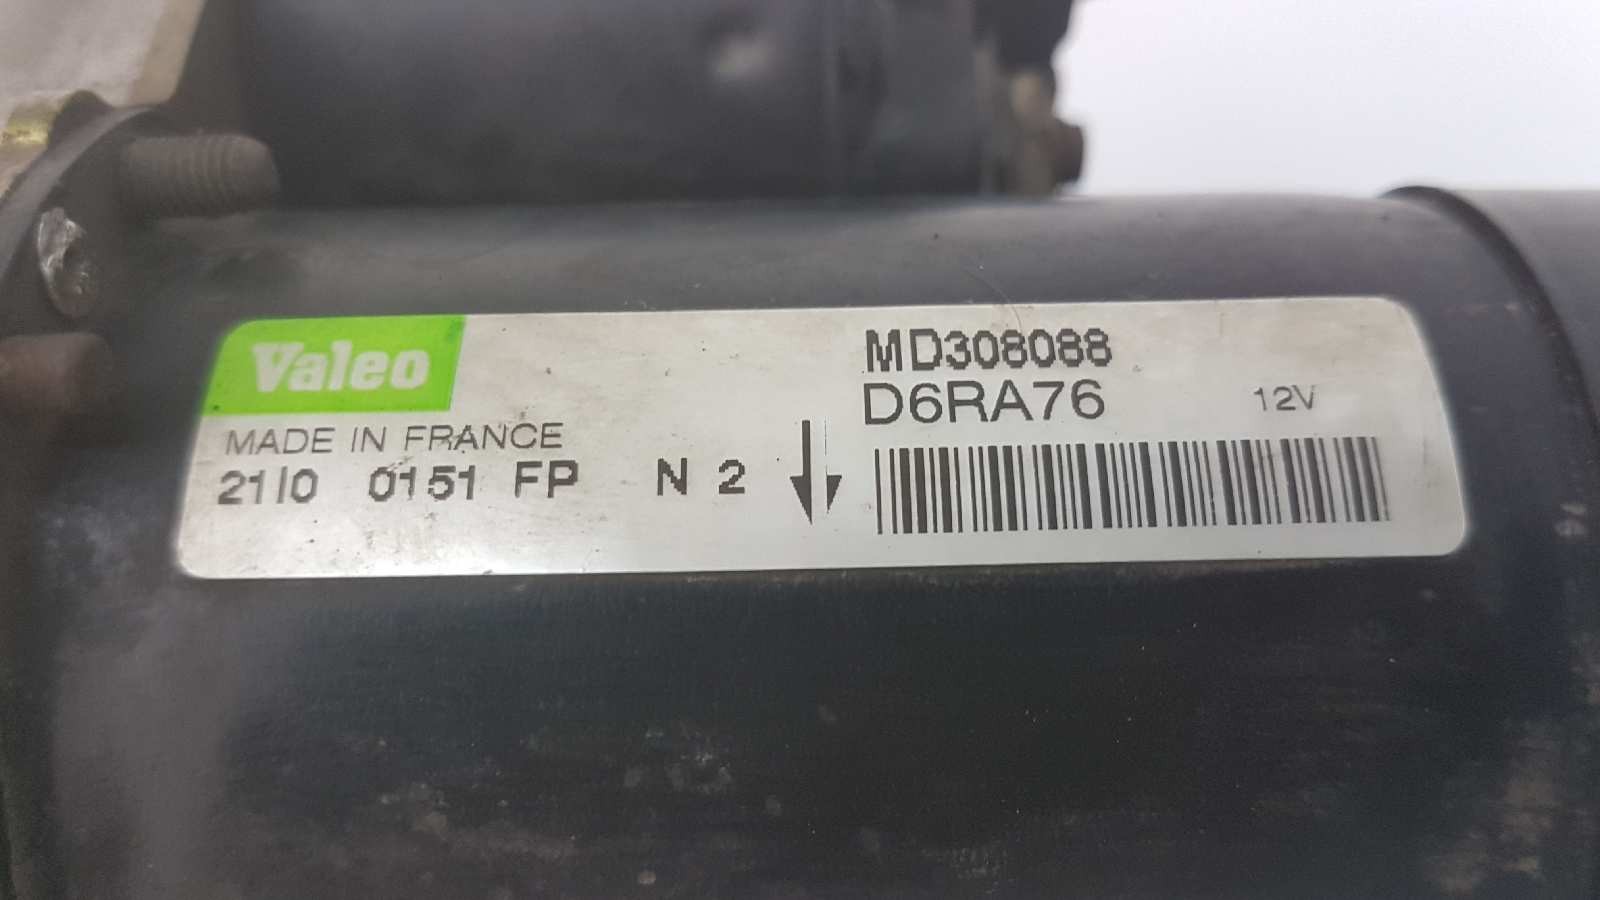 Valeo
MADE IN FRANCE
21I0 0151 FP N 2
MD308088
D6RA76 12V